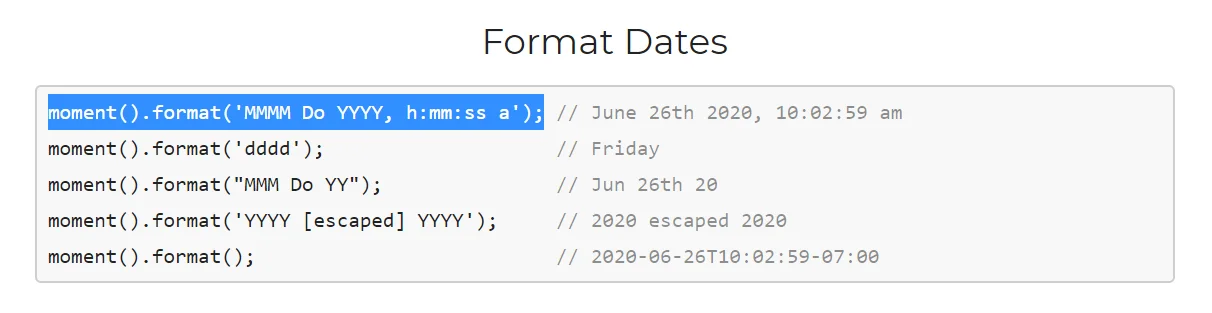 Format Dates
moment().format('MMMM Do YYYY, h:mm:ss a'); // June 26th 2020, 10:02:59 am
moment().format('dddd'); // Friday
moment().format("MMM Do YY"); // Jun 26th 20
moment().format('YYYY [escaped] YYYY'); // 2020 escaped 2020
moment().format(); // 2020-06-26T10:02:59-07:00